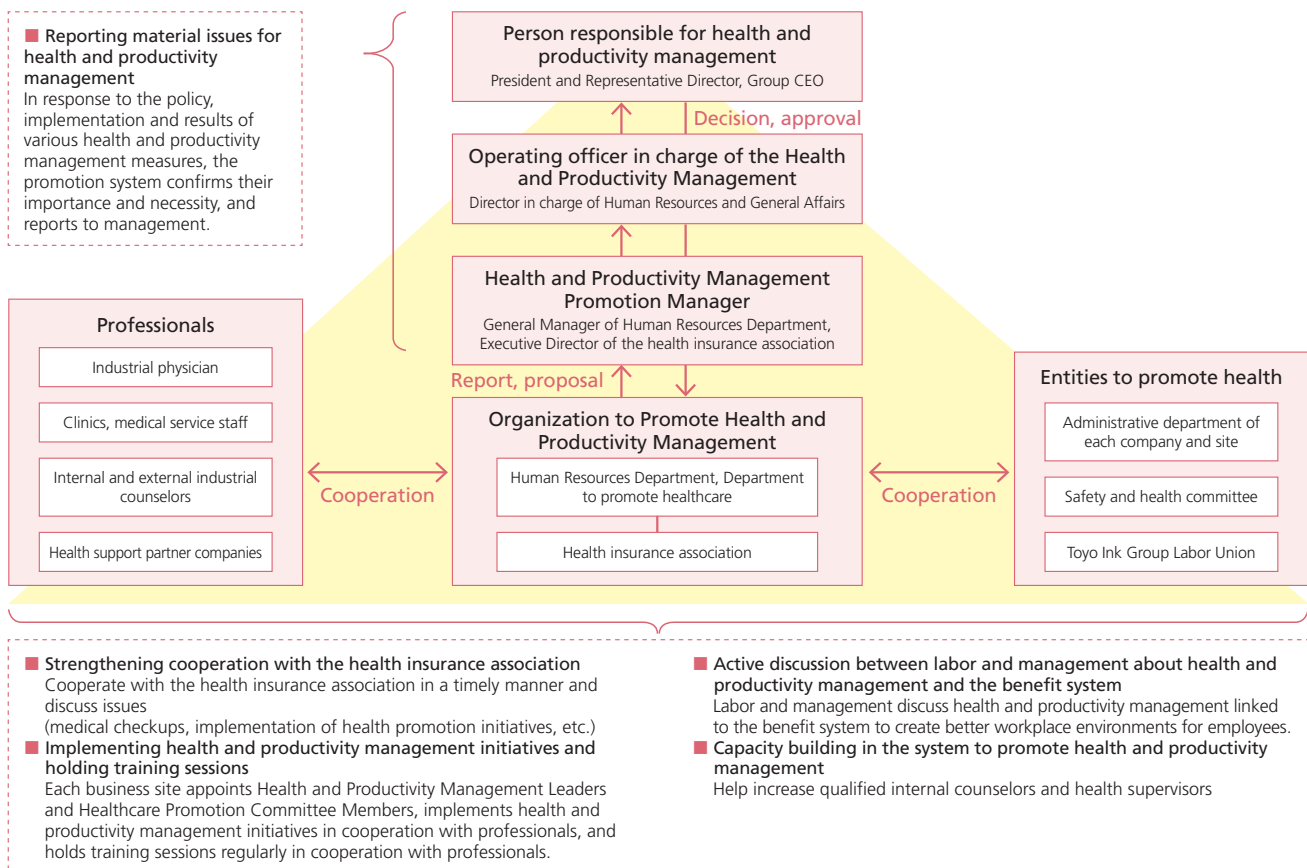 ■ Reporting material issues for
health and productivity
management
In response to the policy,
implementation and results of
various health and productivity
management measures, the
promotion system confirms their
importance and necessity, and
reports to management.
Person responsible for health and
productivity management
President and Representative Director, Group CEO
Decision, approval
Operating officer in charge of the Health
and Productivity Management
Director in charge of Human Resources and General Affairs
Health and Productivity Management
Promotion Manager
General Manager of Human Resources Department,
Executive Director of the health insurance association
Report, proposal
Professionals
Industrial physician
Clinics, medical service staff
Internal and external industrial
counselors
Health support partner companies
Cooperation
Organization to Promote Health and
Productivity Management
Human Resources Department, Department
to promote healthcare
Health insurance association
Cooperation
Entities to promote health
Administrative department of
each company and site
Safety and health committee
Toyo Ink Group Labor Union
■ Strengthening cooperation with the health insurance association
Cooperate with the health insurance association in a timely manner and
discuss issues
(medical checkups, implementation of health promotion initiatives, etc.)
■ Implementing health and productivity management initiatives and
holding training sessions
Each business site appoints Health and Productivity Management Leaders
and Healthcare Promotion Committee Members, implements health and
productivity management initiatives in cooperation with professionals, and
holds training sessions regularly in cooperation with professionals.
■ Active discussion between labor and management about health and
productivity management and the benefit system
Labor and management discuss health and productivity management linked
to the benefit system to create better workplace environments for employees.
■ Capacity building in the system to promote health and productivity
management
Help increase qualified internal counselors and health supervisors